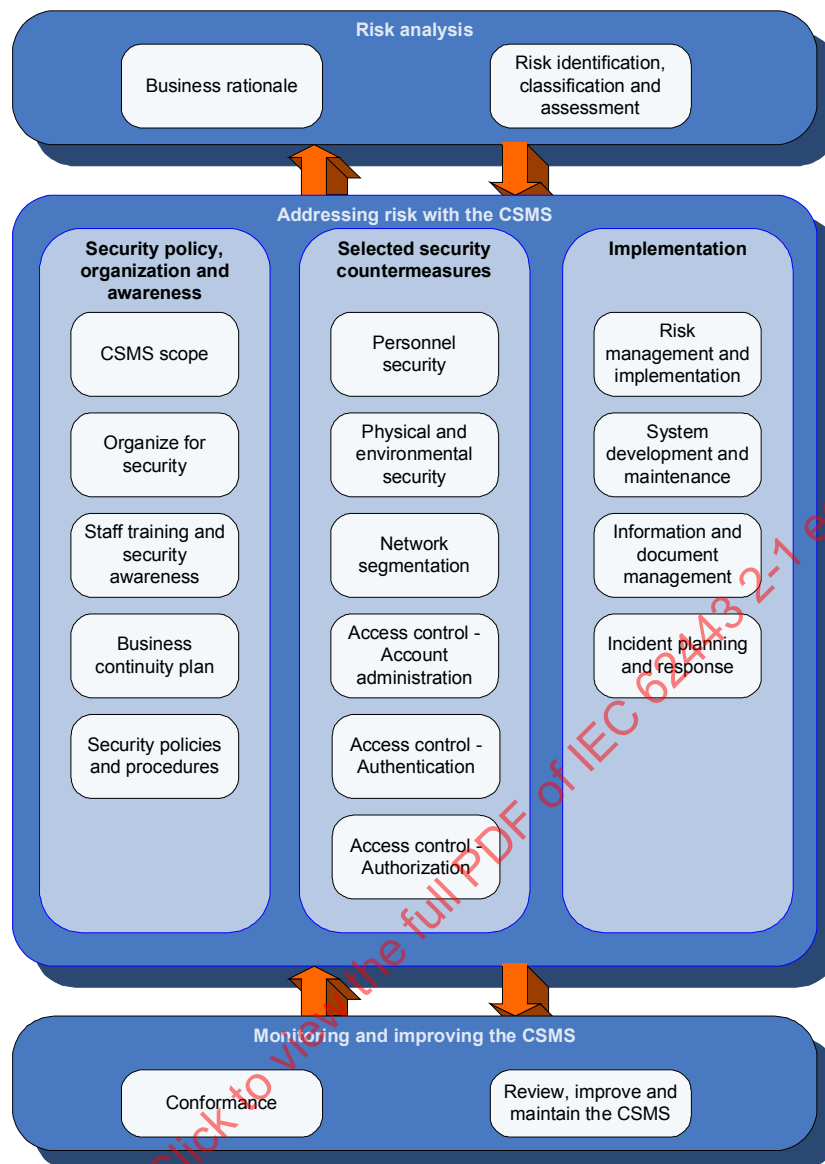 Risk analysis
Business rationale
Risk identification,
classification and
assessment
Addressing risk with the CSMS
Security policy,
organization and
awareness
CSMS scope
Organize for
security
Staff training and
security
awareness
Business
continuity plan
Security policies
and procedures
Selected security
countermeasures
Personnel
security
Physical and
environmental
security
Network
segmentation
Access control -
Account
administration
Access control -
Authentication
Access control -
Authorization
Implementation
Risk
management and
implementation
System
development and
maintenance
Information and
document
management
Incident planning
and response
Monitoring and improving the CSMS
Conformance
Review, improve and
maintain the CSMS
Click to view the full PDF of IEC 62443 2-1